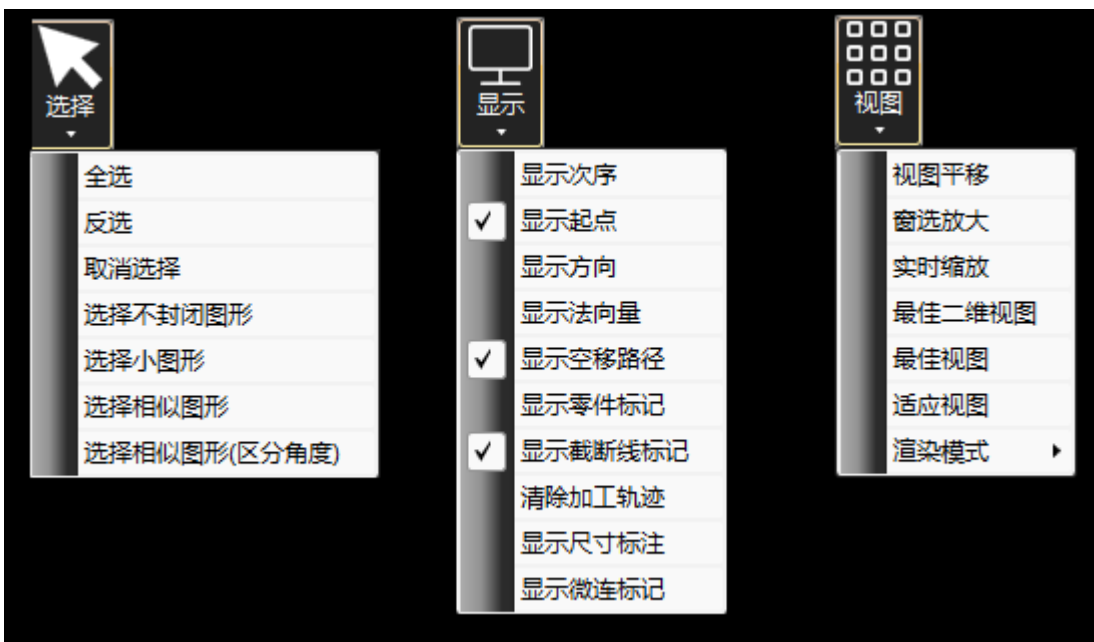 选择
全选
反选
取消选择
选择不封闭图形
选择小图形
选择相似图形
选择相似图形(区分角度)
显示
显示次序
显示起点
显示方向
显示法向量
显示空移路径
显示零件标记
显示截断线标记
清除加工轨迹
显示尺寸标注
显示微连标记
视图
视图平移
窗选放大
实时缩放
最佳二维视图
最佳视图
适应视图
渲染模式